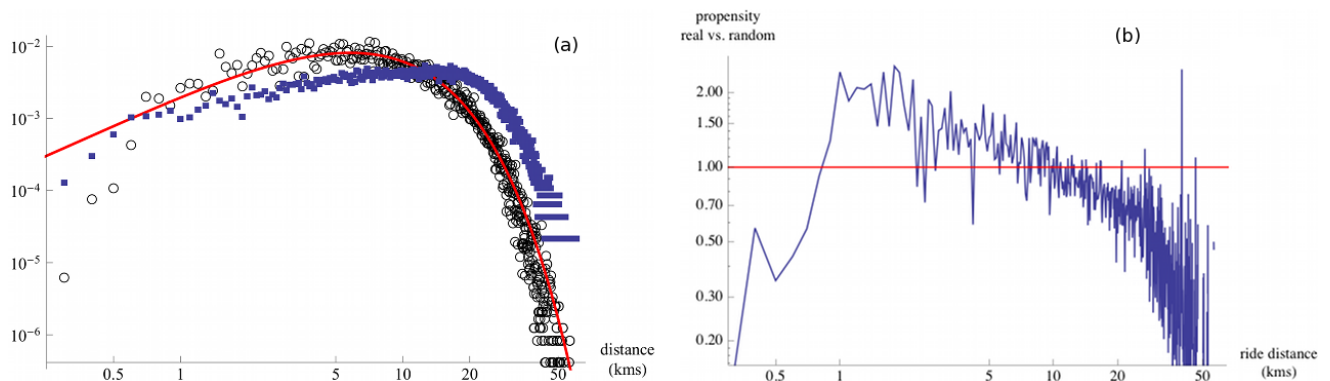 (a)
10⁻²
10⁻³
10⁻⁴
10⁻⁵
10⁻⁶
0.5 1 5 10 20 50
distance
(kms)
propensity
real vs. random
(b)
2.00
1.50
1.00
0.70
0.50
0.30
0.20
0.5 1 5 10 20 50
ride distance
(kms)